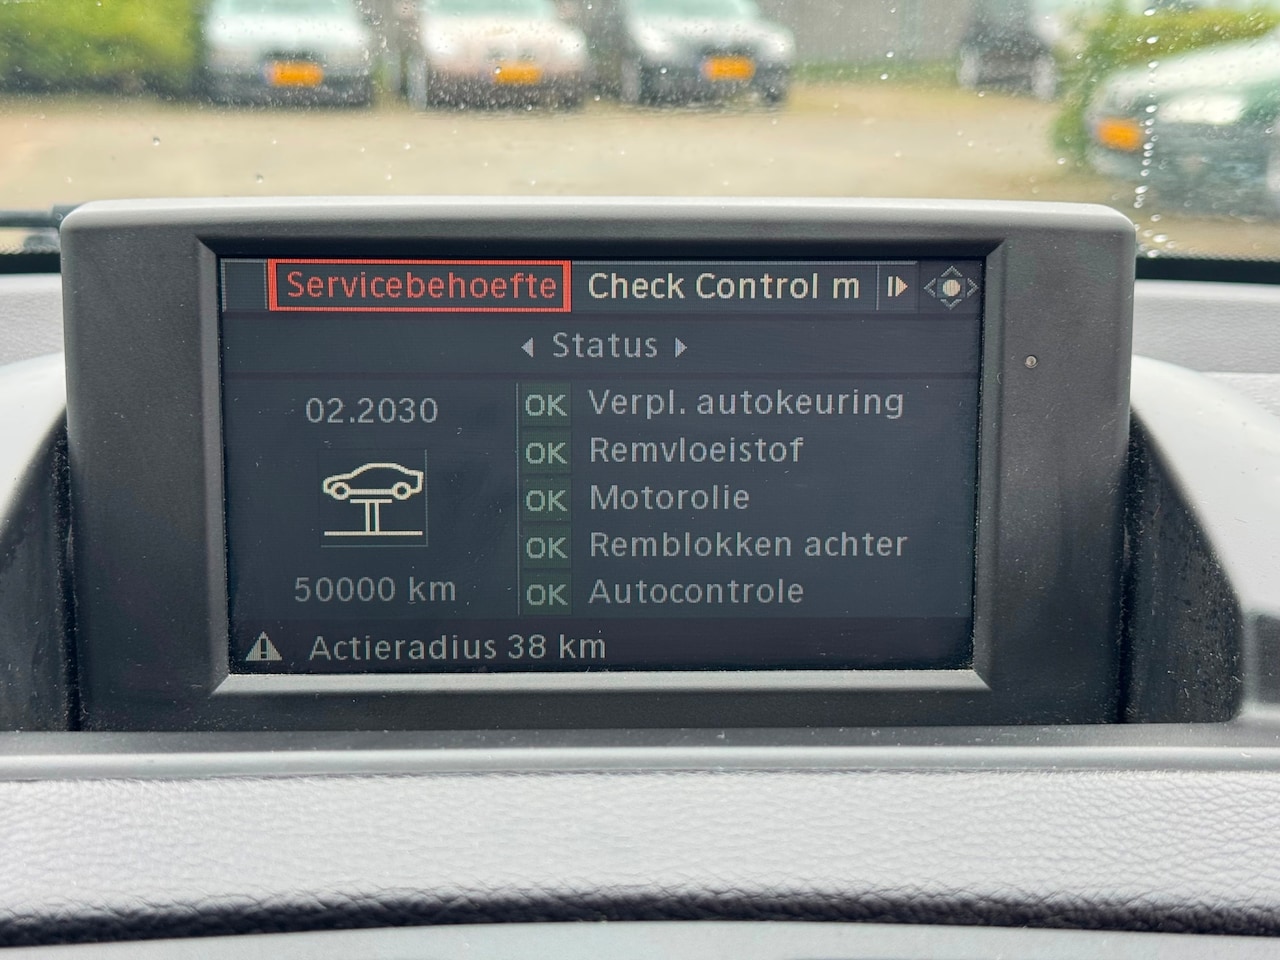 Servicebehoefte
Check Control m
Status
02.2030
50000 km
OK Verpl. autokeuring
OK Remvloeistof
OK Motorolie
OK Remblokken achter
OK Autocontrole
Actieradius 38 km